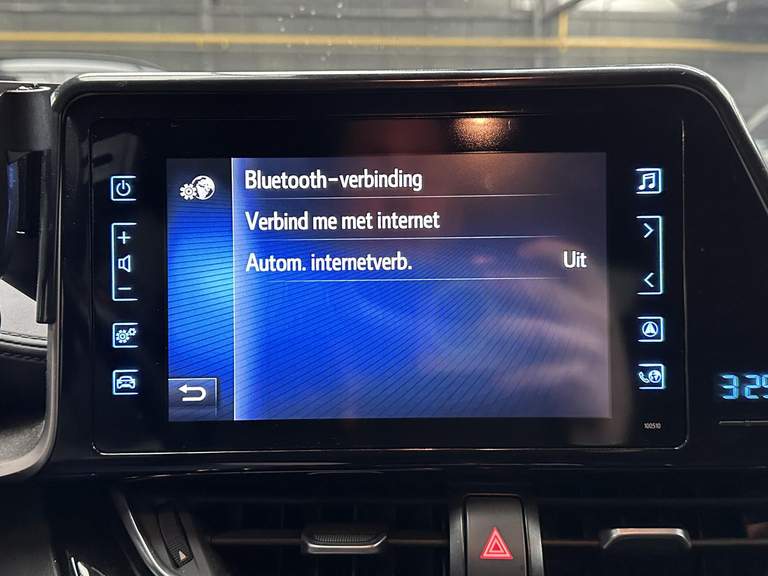 Bluetooth-verbinding
Verbind me met internet
Autom. internetverb. Uit
100510